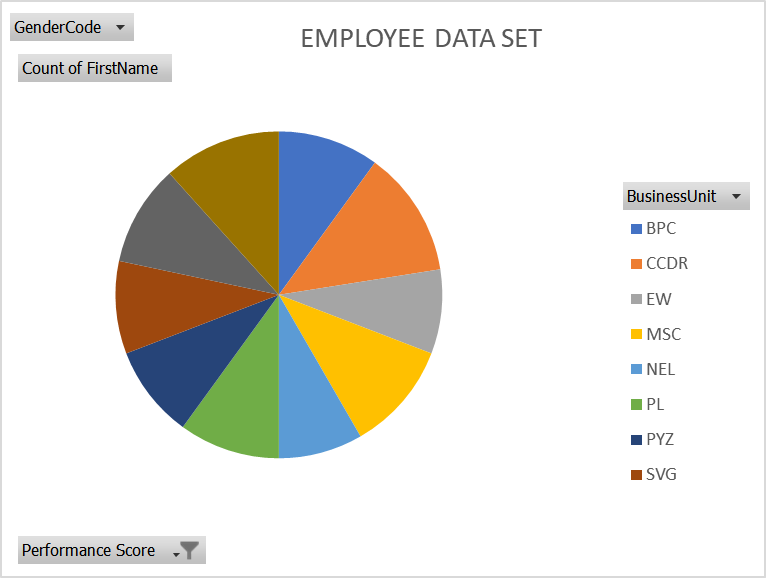 GenderCode
EMPLOYEE DATA SET
Count of FirstName
BusinessUnit
BPC
CCDR
EW
MSC
NEL
PL
PYZ
SVG
Performance Score